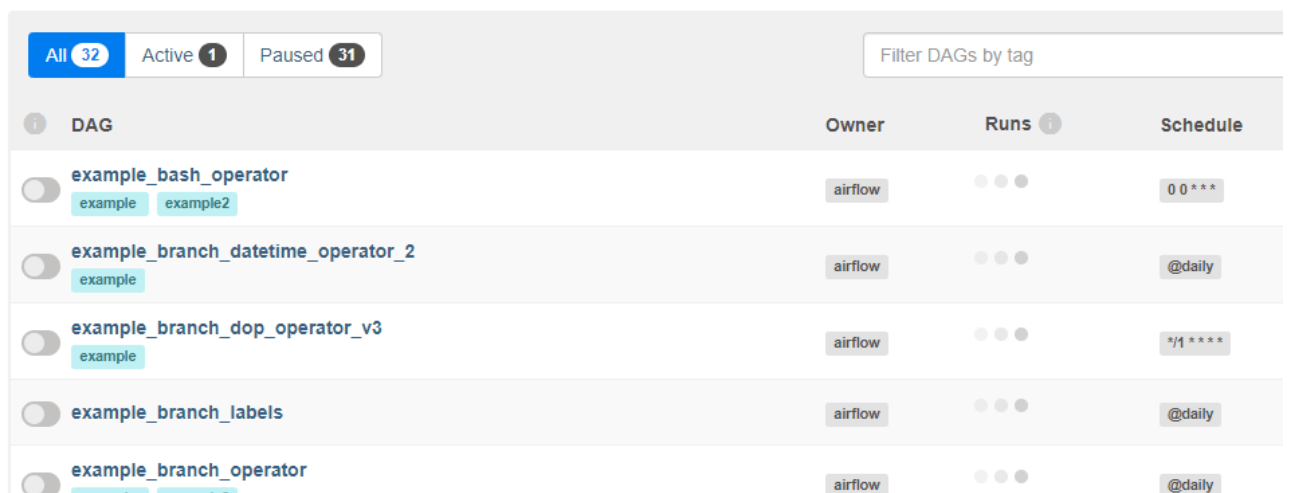 All 32 Active 1 Paused 31 Filter DAGs by tag
i DAG Owner Runs i Schedule
example_bash_operator
example example2 airflow 0 0 * * *
example_branch_datetime_operator_2
example airflow @daily
example_branch_dop_operator_v3
example airflow */1 * * * *
example_branch_labels airflow @daily
example_branch_operator
airflow @daily